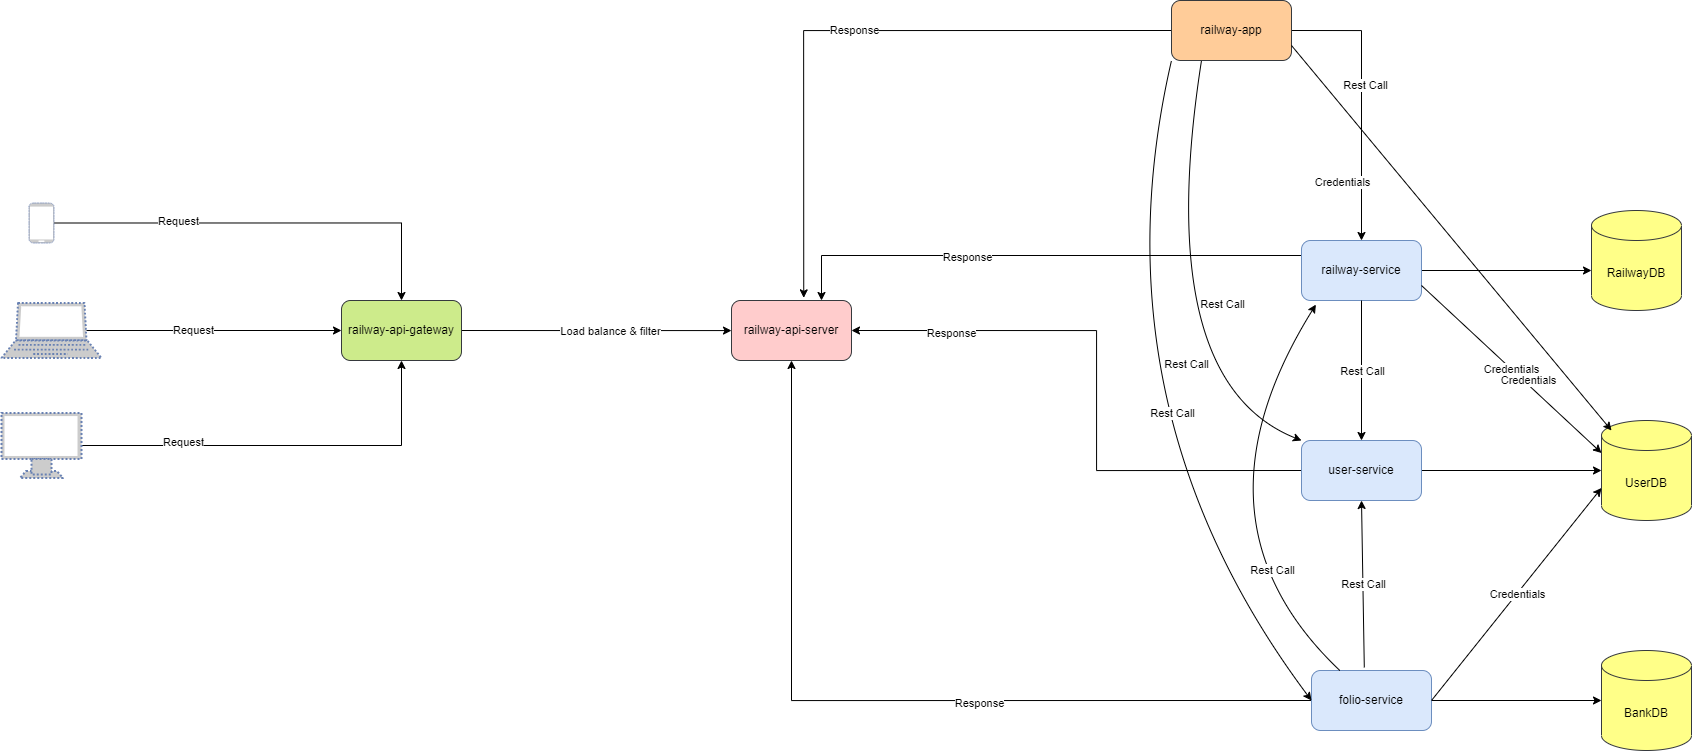 railway-app
Response
Rest Call
Credentials
Request
railway-service
RailwayDB
Response
Rest Call
Request
railway-api-gateway
Load balance & filter
railway-api-server
Response
Rest Call
Rest Call
Credentials
Credentials
Rest Call
Request
user-service
UserDB
Rest Call
Rest Call
Credentials
Response
folio-service
BankDB